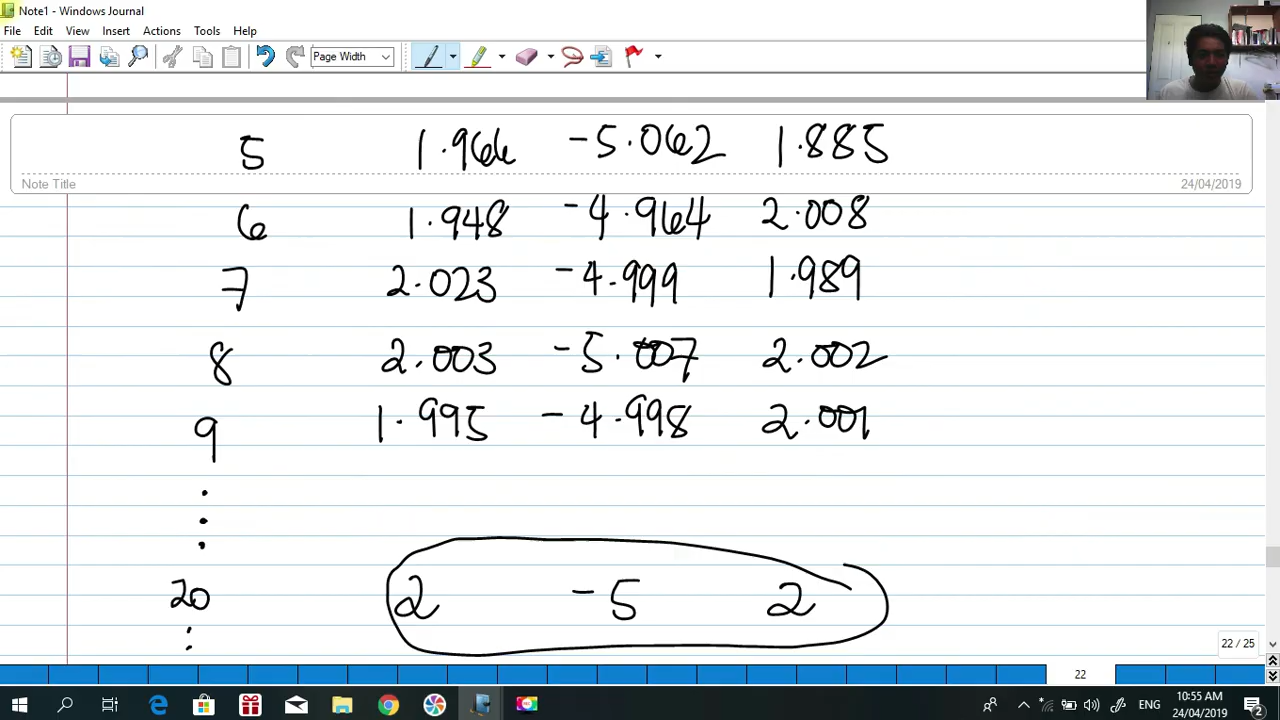 Note1 - Windows Journal
File Edit View Insert Actions Tools Help
Page Width
5 1.966 -5.062 1.885
Note Title 24/04/2019
6 1.948 -4.964 2.008
7 2.023 -4.999 1.989
8 2.003 -5.007 2.002
9 1.995 -4.998 2.001
⋮
20 2 -5 2
⋮
22 / 25
22
ENG
10:55 AM
24/04/2019
2